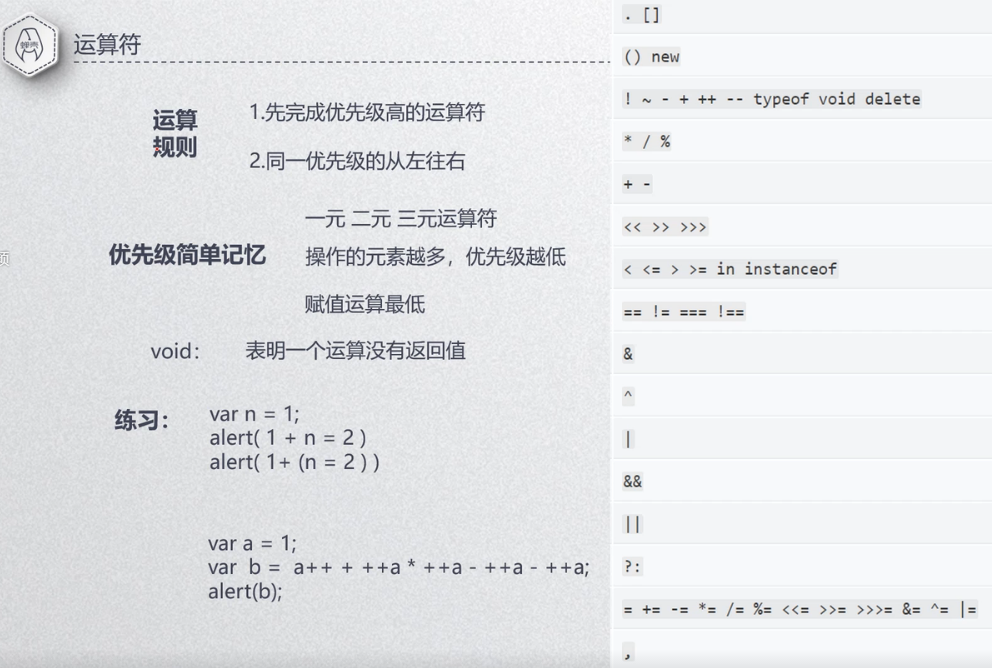 运算符
运算
规则
1.先完成优先级高的运算符
2.同一优先级的从左往右
优先级简单记忆
一元 二元 三元运算符
操作的元素越多，优先级越低
赋值运算最低
void：
表明一个运算没有返回值
练习：
var n = 1;
alert( 1 + n = 2 )
alert( 1+ (n = 2 ) )
var a = 1;
var b = a++ + ++a * ++a - ++a - ++a;
alert(b);
. []
() new
! ~ - + ++ -- typeof void delete
* / %
+ -
<< >> >>>
< <= > >= in instanceof
== != === !==
&
^
|
&&
||
?:
= += -= *= /= %= <<= >>= >>>= &= ^= |=
,